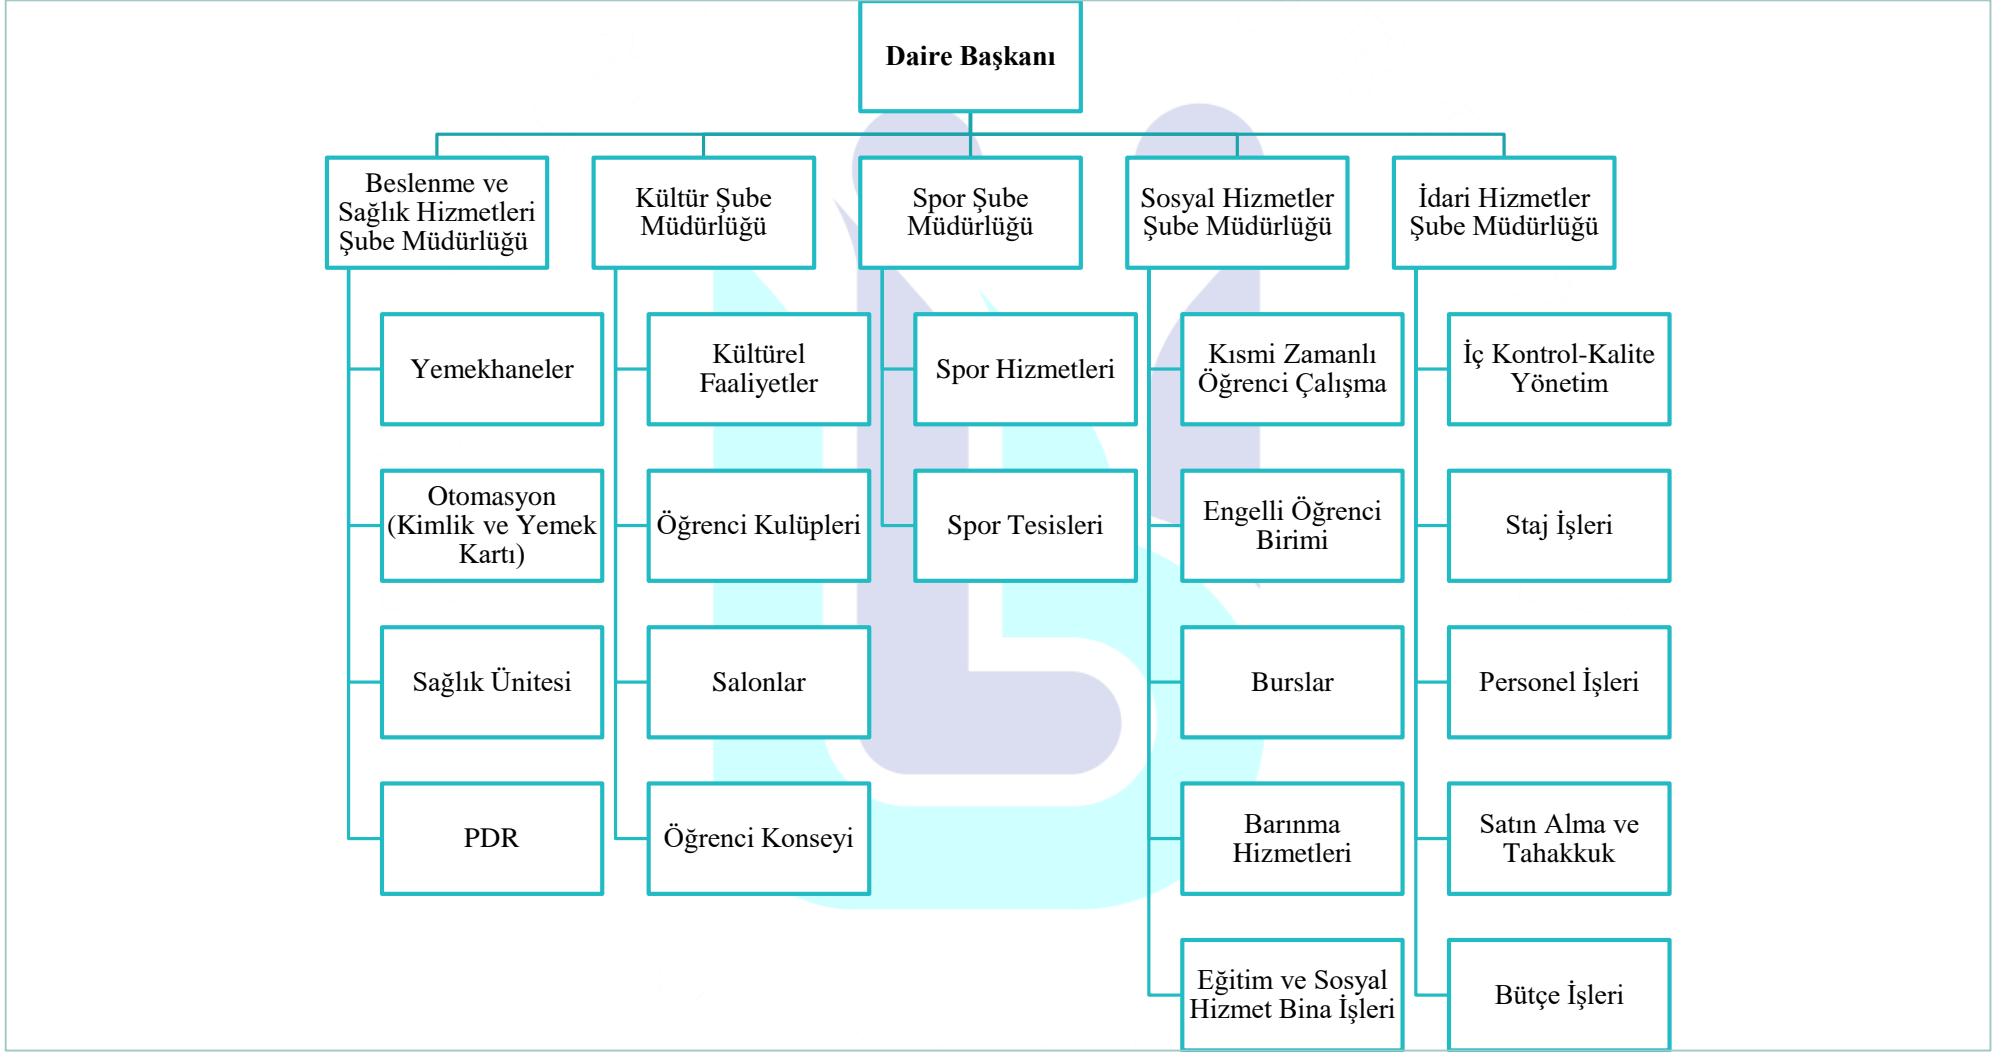 Daire Başkanı
Beslenme ve
Sağlık Hizmetleri
Şube Müdürlüğü
Yemekhaneler
Otomasyon
(Kimlik ve Yemek
Kartı)
Sağlık Ünitesi
PDR
Kültür Şube
Müdürlüğü
Kültürel
Faaliyetler
Öğrenci Kulüpleri
Salonlar
Öğrenci Konseyi
Spor Şube
Müdürlüğü
Spor Hizmetleri
Spor Tesisleri
Sosyal Hizmetler
Şube Müdürlüğü
Kısmi Zamanlı
Öğrenci Çalışma
Engelli Öğrenci
Birimi
Burslar
Barınma
Hizmetleri
Eğitim ve Sosyal
Hizmet Bina İşleri
İdari Hizmetler
Şube Müdürlüğü
İç Kontrol-Kalite
Yönetim
Staj İşleri
Personel İşleri
Satın Alma ve
Tahakkuk
Bütçe İşleri